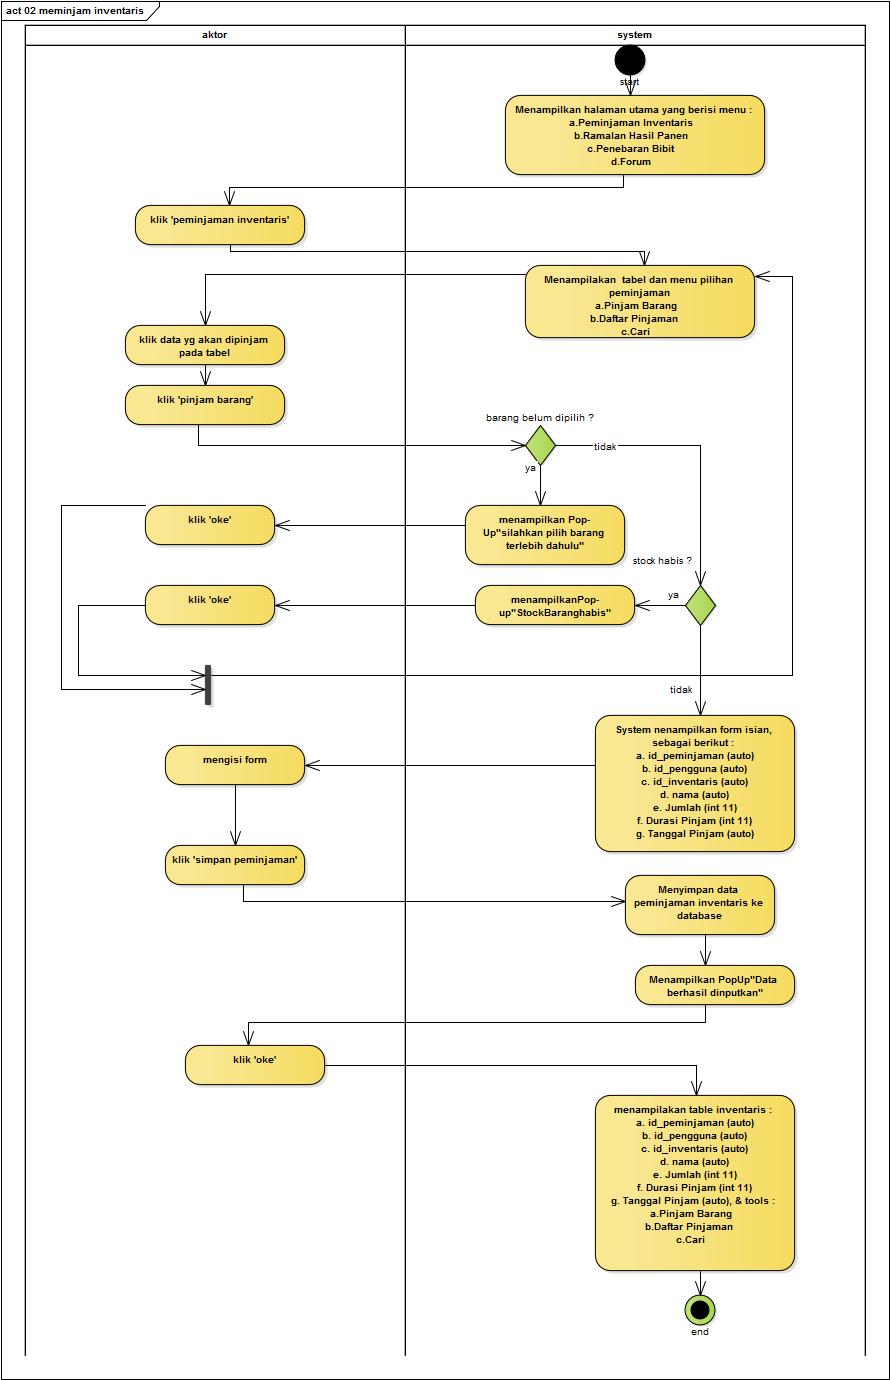 act 02 meminjam inventaris
aktor
system
start
Menampilkan halaman utama yang berisi menu :
a.Peminjaman Inventaris
b.Ramalan Hasil Panen
c.Penebaran Bibit
d.Forum
klik 'peminjaman inventaris'
Menampilakan  tabel dan menu pilihan
peminjaman
a.Pinjam Barang
b.Daftar Pinjaman
c.Cari
klik data yg akan dipinjam
pada tabel
klik 'pinjam barang'
barang belum dipilih ?
tidak
ya
klik 'oke'
menampilkan Pop-
Up"silahkan pilih barang
terlebih dahulu"
stock habis ?
ya
klik 'oke'
menampilkanPop-
up"StockBaranghabis"
tidak
System nenampilkan form isian,
sebagai berikut :
a. id_peminjaman (auto)
b. id_pengguna (auto)
c. id_inventaris (auto)
d. nama (auto)
e. Jumlah (int 11)
f. Durasi Pinjam (int 11)
g. Tanggal Pinjam (auto)
mengisi form
klik 'simpan peminjaman'
Menyimpan data
peminjaman inventaris ke
database
Menampilkan PopUp"Data
berhasil dinputkan"
klik 'oke'
menampilakan table inventaris :
a. id_peminjaman (auto)
b. id_pengguna (auto)
c. id_inventaris (auto)
d. nama (auto)
e. Jumlah (int 11)
f. Durasi Pinjam (int 11)
g. Tanggal Pinjam (auto), & tools :
a.Pinjam Barang
b.Daftar Pinjaman
c.Cari
end